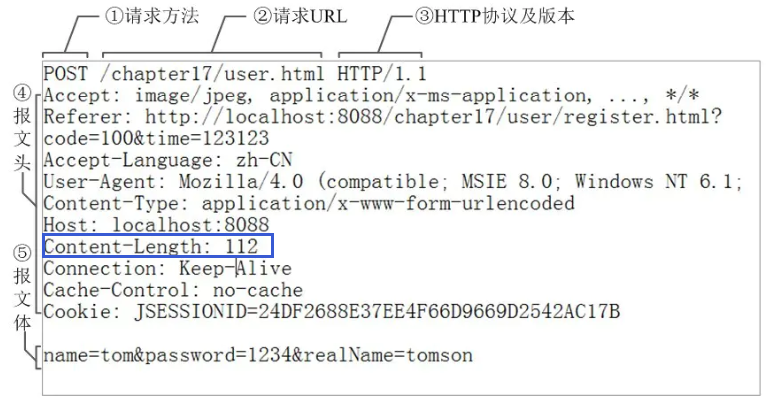 ①请求方法 ②请求URL ③HTTP协议及版本
POST /chapter17/user.html HTTP/1.1
④报文头
Accept: image/jpeg, application/x-ms-application, ..., */*
Referer: http://localhost:8088/chapter17/user/register.html?
code=100&time=123123
Accept-Language: zh-CN
User-Agent: Mozilla/4.0 (compatible; MSIE 8.0; Windows NT 6.1;
Content-Type: application/x-www-form-urlencoded
Host: localhost:8088
Content-Length: 112
Connection: Keep-Alive
Cache-Control: no-cache
Cookie: JSESSIONID=24DF2688E37EE4F66D9669D2542AC17B
⑤报文体
name=tom&password=1234&realName=tomson